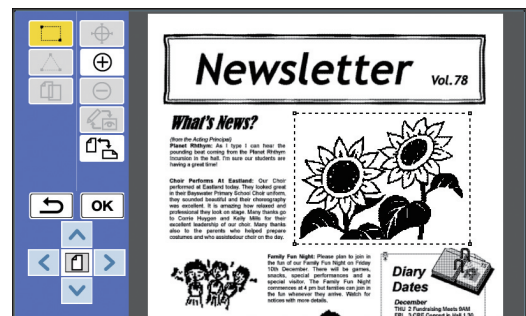 OK
Newsletter Vol.78
What's News?
(from the Acting Principal)
Planet Rhthym: As I type I can hear the
pounding beat coming from the Planet Rhythm
incursion in the hall. I'm sure our students are
having a great time!
Choir Performs At Eastland: Our Choir
performed at Eastland today. They looked great
in their Bayswater Primary School Choir uniform,
they sounded beautiful and their choreography
was excellent. It is amazing how relaxed and
professional they look on stage. Many thanks go
to Corrie Huygen and Kelly Mills for their
excellent leadership of our choir. Many thanks
also to the parents who helped prepare
costumes and who assistedour choir on the day.
Family Fun Night: Please plan to join in
the fun of our Family Fun Night on Friday
10th December. There will be games,
snacks, special performances and a
special visitor. The Family Fun Night
commences at 4 pm but families can join in
the fun whenever they arrive. Watch for
notices with more details.
Diary
Dates
December
THU 2 Fundraising Meets 9AM